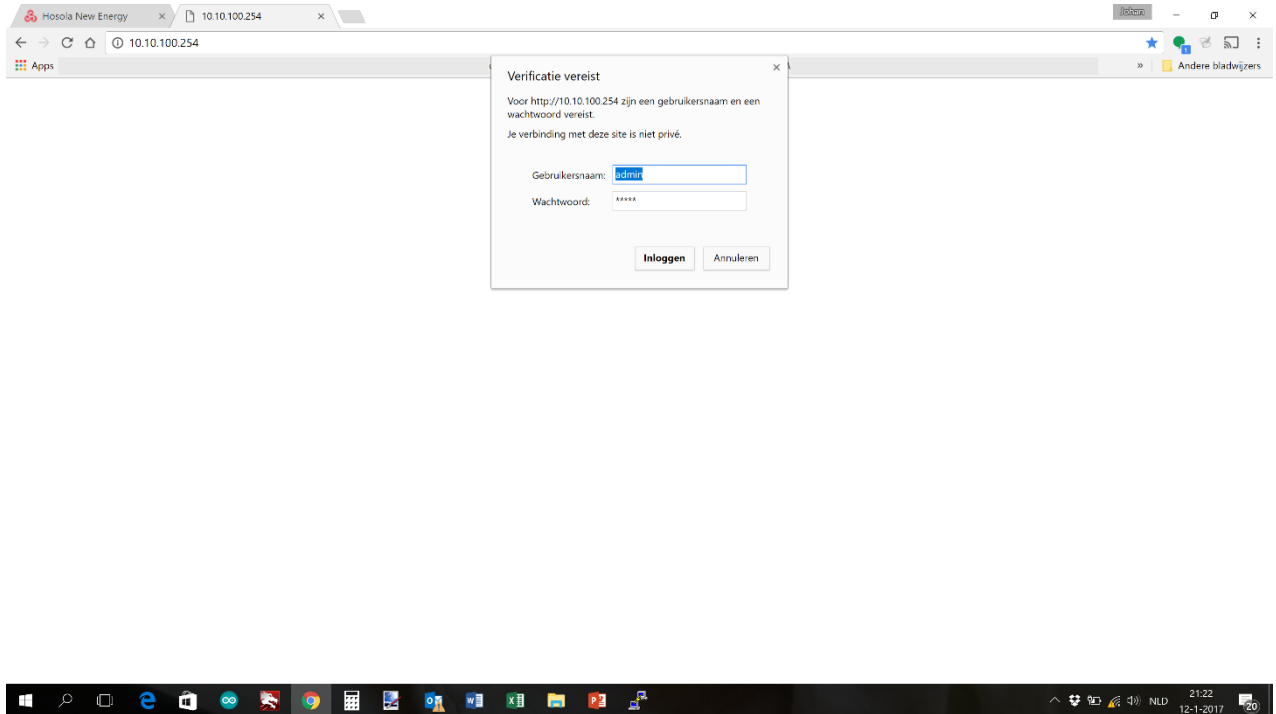 Hosola New Energy
10.10.100.254
Johan
10.10.100.254
Apps
»
Andere bladwijzers
Verificatie vereist
Voor http://10.10.100.254 zijn een gebruikersnaam en een
wachtwoord vereist.
Je verbinding met deze site is niet privé.
Gebruikersnaam: admin
Wachtwoord: *****
Inloggen
Annuleren
NLD
21:22
12-1-2017
20